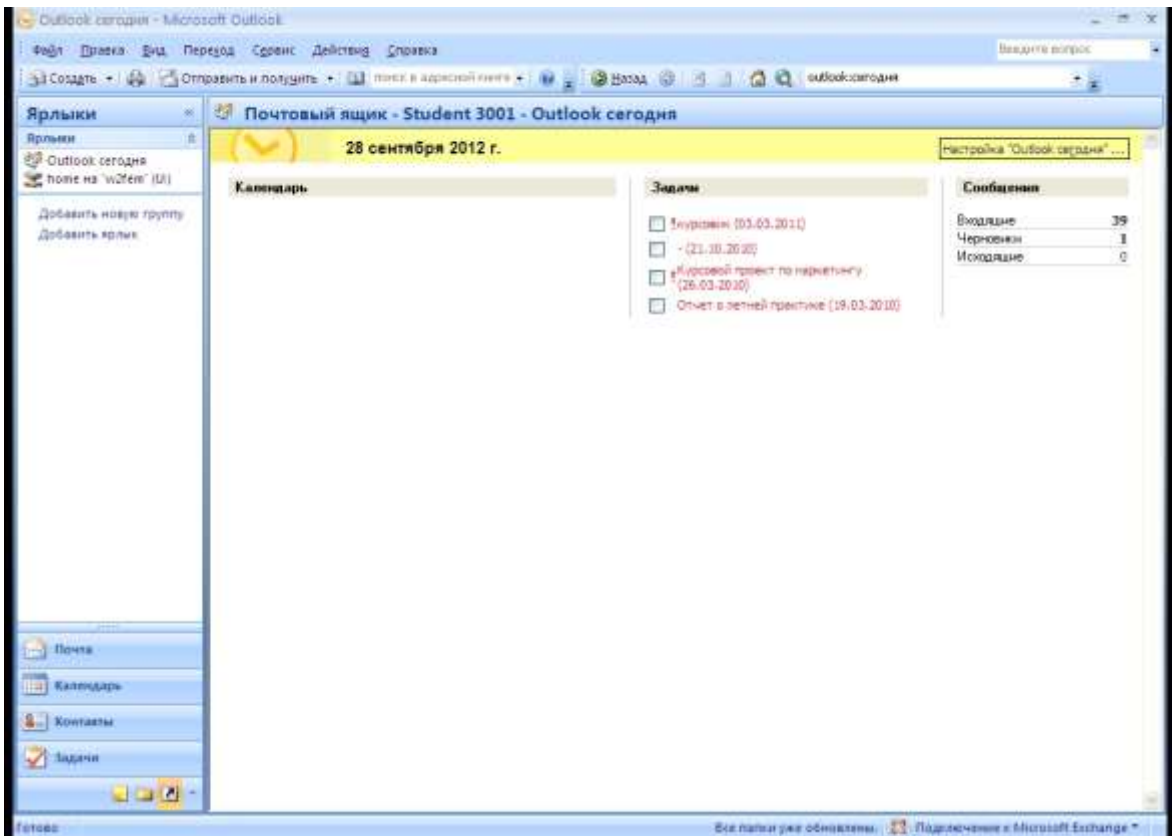 Outlook сегодня - Microsoft Outlook
Файл Правка Вид Переход Сервис Действия Справка
Введите вопрос
Создать Отправить и получить поиск в адресной книге Назад outlook:сегодня
Ярлыки
Почтовый ящик - Student 3001 - Outlook сегодня
Ярлыки
Outlook сегодня
home на 'w2fem' (U:)
Добавить новую группу
Добавить ярлык
28 сентября 2012 г.
Настройка "Outlook сегодня" ...
Календарь
Задачи
(03.03.2011)
- (21.10.2010)
Курсовой проект по маркетингу
(26.03.2010)
Отчет о летней практике (19.03.2010)
Сообщения
Входящие 39
Черновики 1
Исходящие 0
Почта
Календарь
Контакты
Задачи
Готово
Все папки уже обновлены.
Подключение к Microsoft Exchange